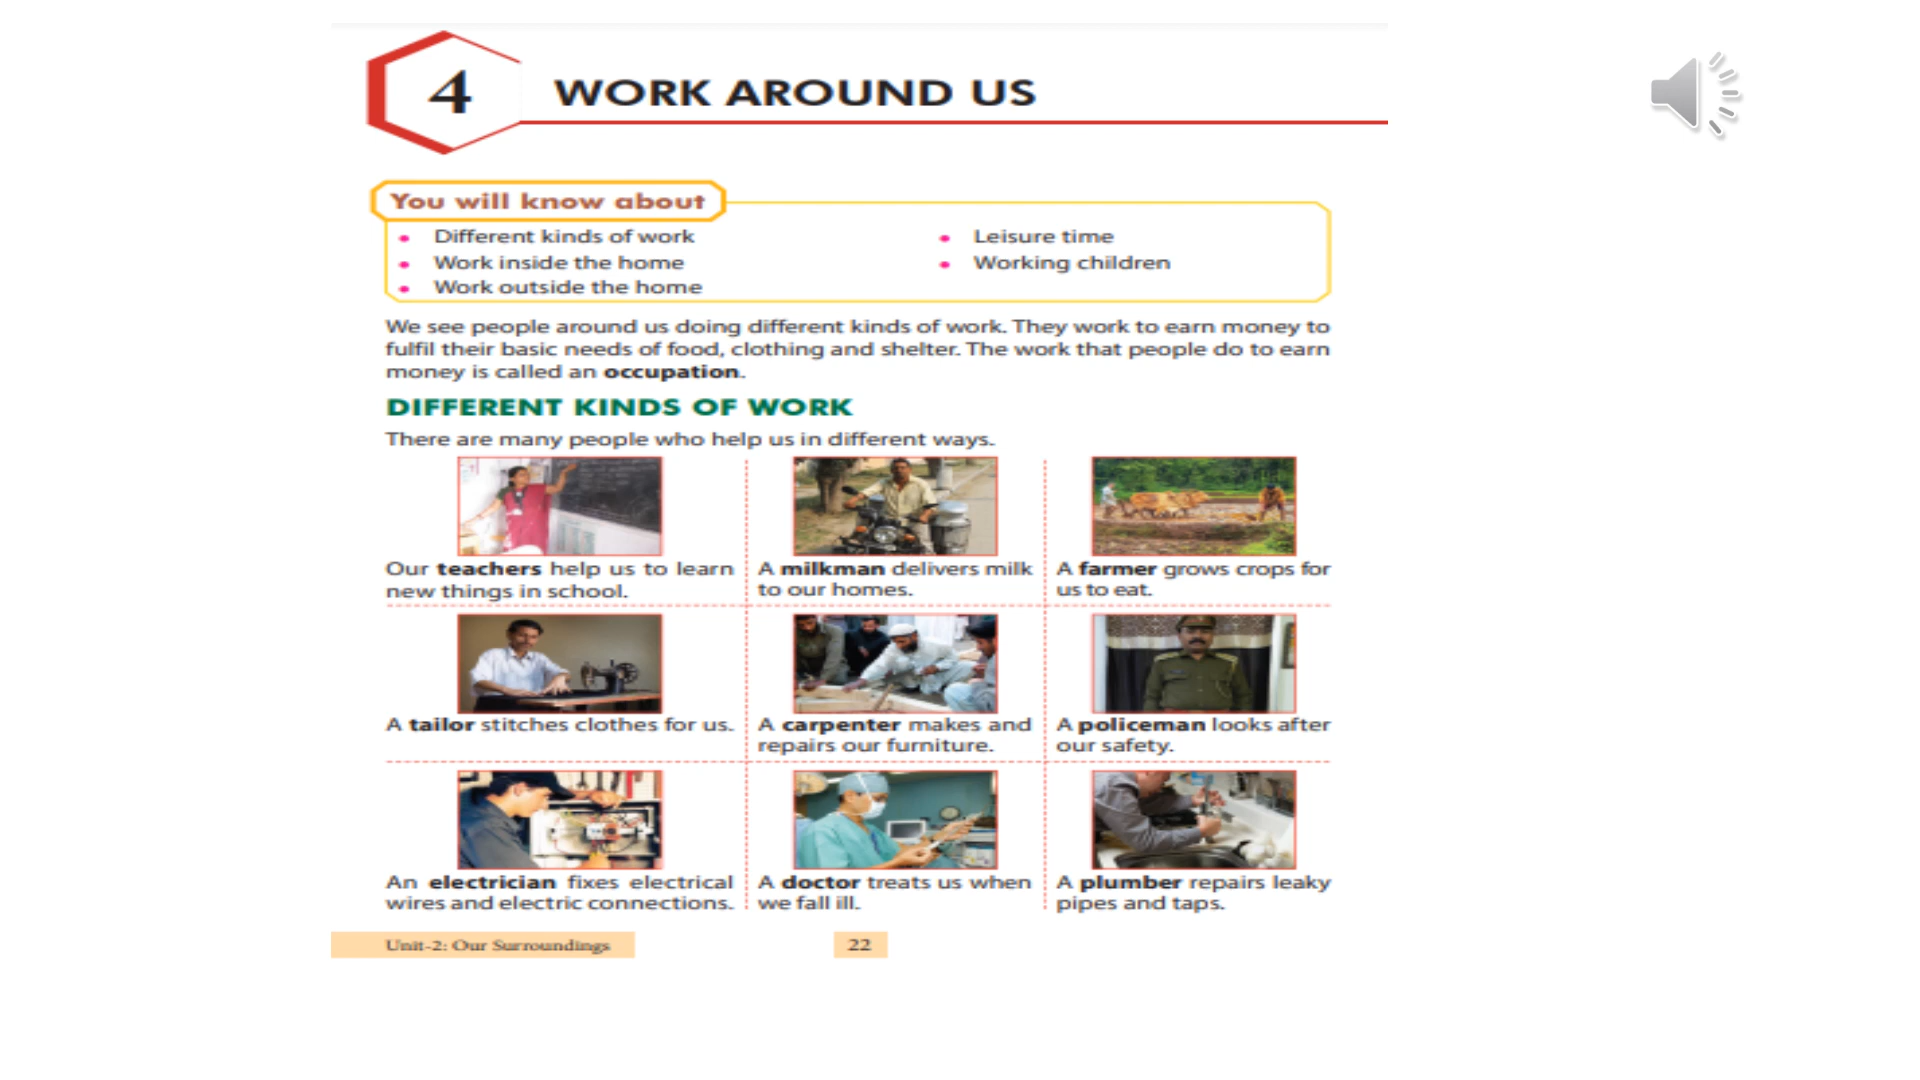 4
WORK AROUND US
You will know about
• Different kinds of work
• Work inside the home
• Work outside the home
• Leisure time
• Working children
We see people around us doing different kinds of work. They work to earn money to
fulfil their basic needs of food, clothing and shelter. The work that people do to earn
money is called an occupation.
DIFFERENT KINDS OF WORK
There are many people who help us in different ways.
Our teachers help us to learn
new things in school.
A milkman delivers milk
to our homes.
A farmer grows crops for
us to eat.
A tailor stitches clothes for us.
A carpenter makes and
repairs our furniture.
A policeman looks after
our safety.
An electrician fixes electrical
wires and electric connections.
A doctor treats us when
we fall ill.
A plumber repairs leaky
pipes and taps.
Unit-2: Our Surroundings
22